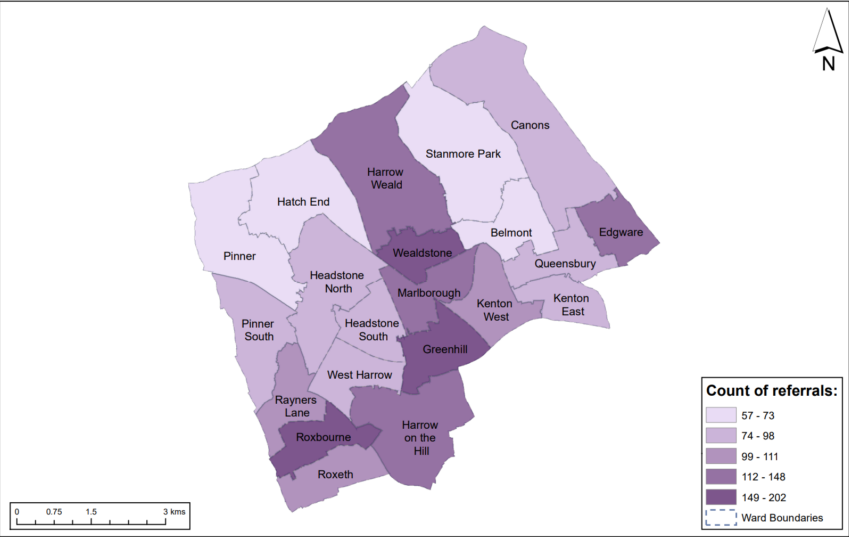 N
Canons
Stanmore Park
Harrow
Weald
Hatch End
Belmont
Edgware
Wealdstone
Pinner
Queensbury
Headstone
North
Marlborough
Kenton
West
Kenton
East
Pinner
South
Headstone
South
Greenhill
West Harrow
Rayners
Lane
Harrow
on the
Hill
Roxbourne
Roxeth
Count of referrals:
57 - 73
74 - 98
99 - 111
112 - 148
149 - 202
Ward Boundaries
0 0.75 1.5 3 kms